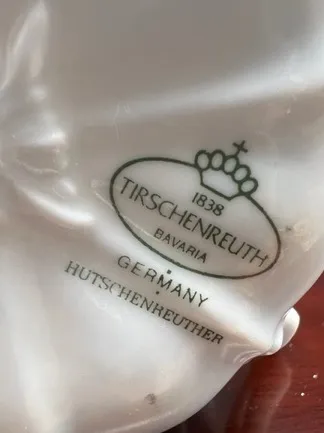 1838
TIRSCHENREUTH
BAVARIA
GERMANY
HUTSCHENREUTHER